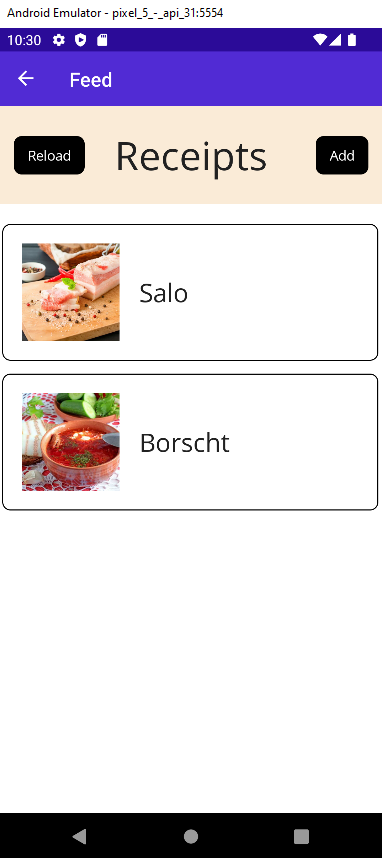 Android Emulator - pixel_5_-_api_31:5554
10:30
Feed
Reload
Receipts
Add
Salo
Borscht